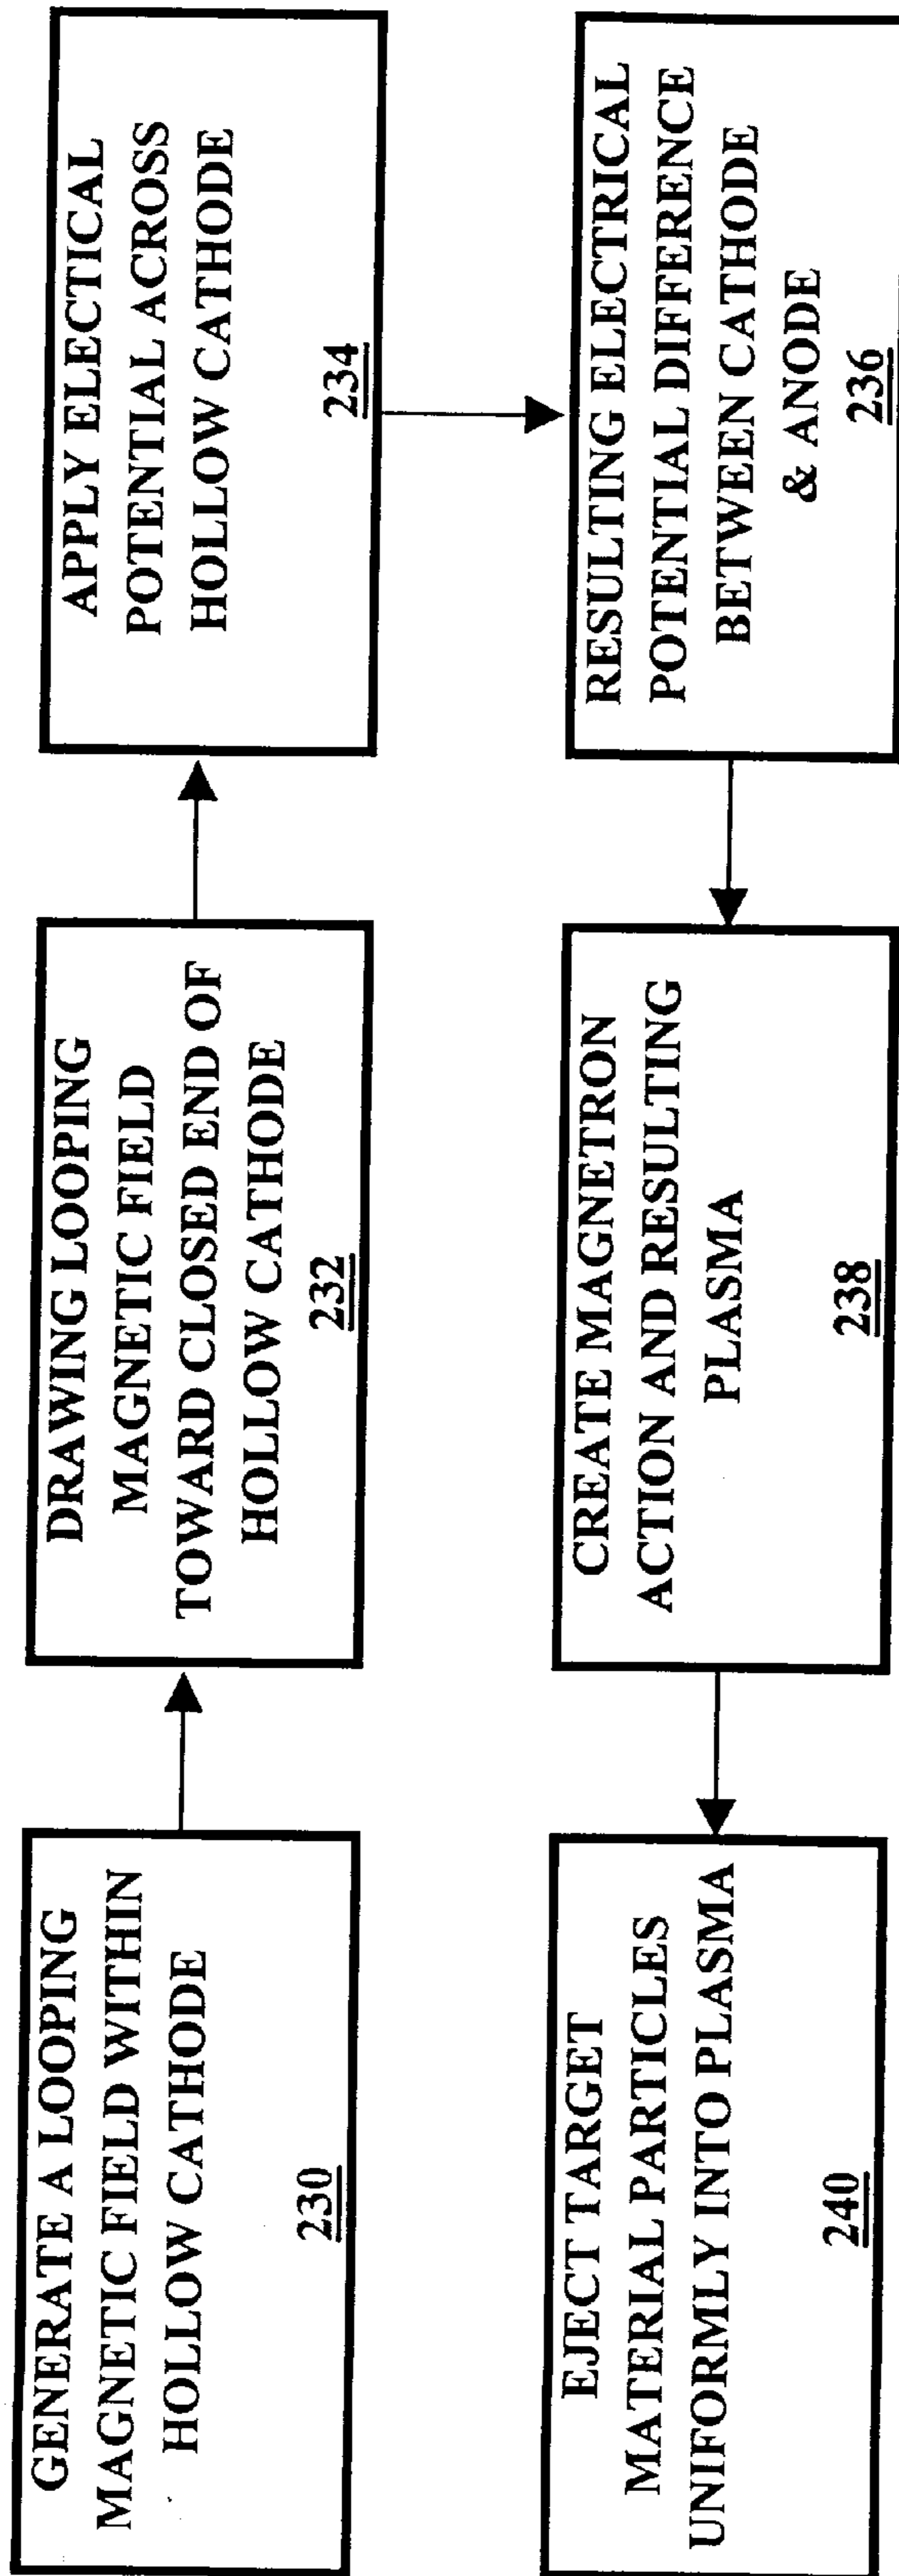 GENERATE A LOOPING
MAGNETIC FIELD WITHIN
HOLLOW CATHODE
230
DRAWING LOOPING
MAGNETIC FIELD
TOWARD CLOSED END OF
HOLLOW CATHODE
232
APPLY ELECTICAL
POTENTIAL ACROSS
HOLLOW CATHODE
234
RESULTING ELECTRICAL
POTENTIAL DIFFERENCE
BETWEEN CATHODE
& ANODE
236
CREATE MAGNETRON
ACTION AND RESULTING
PLASMA
238
EJECT TARGET
MATERIAL PARTICLES
UNIFORMLY INTO PLASMA
240